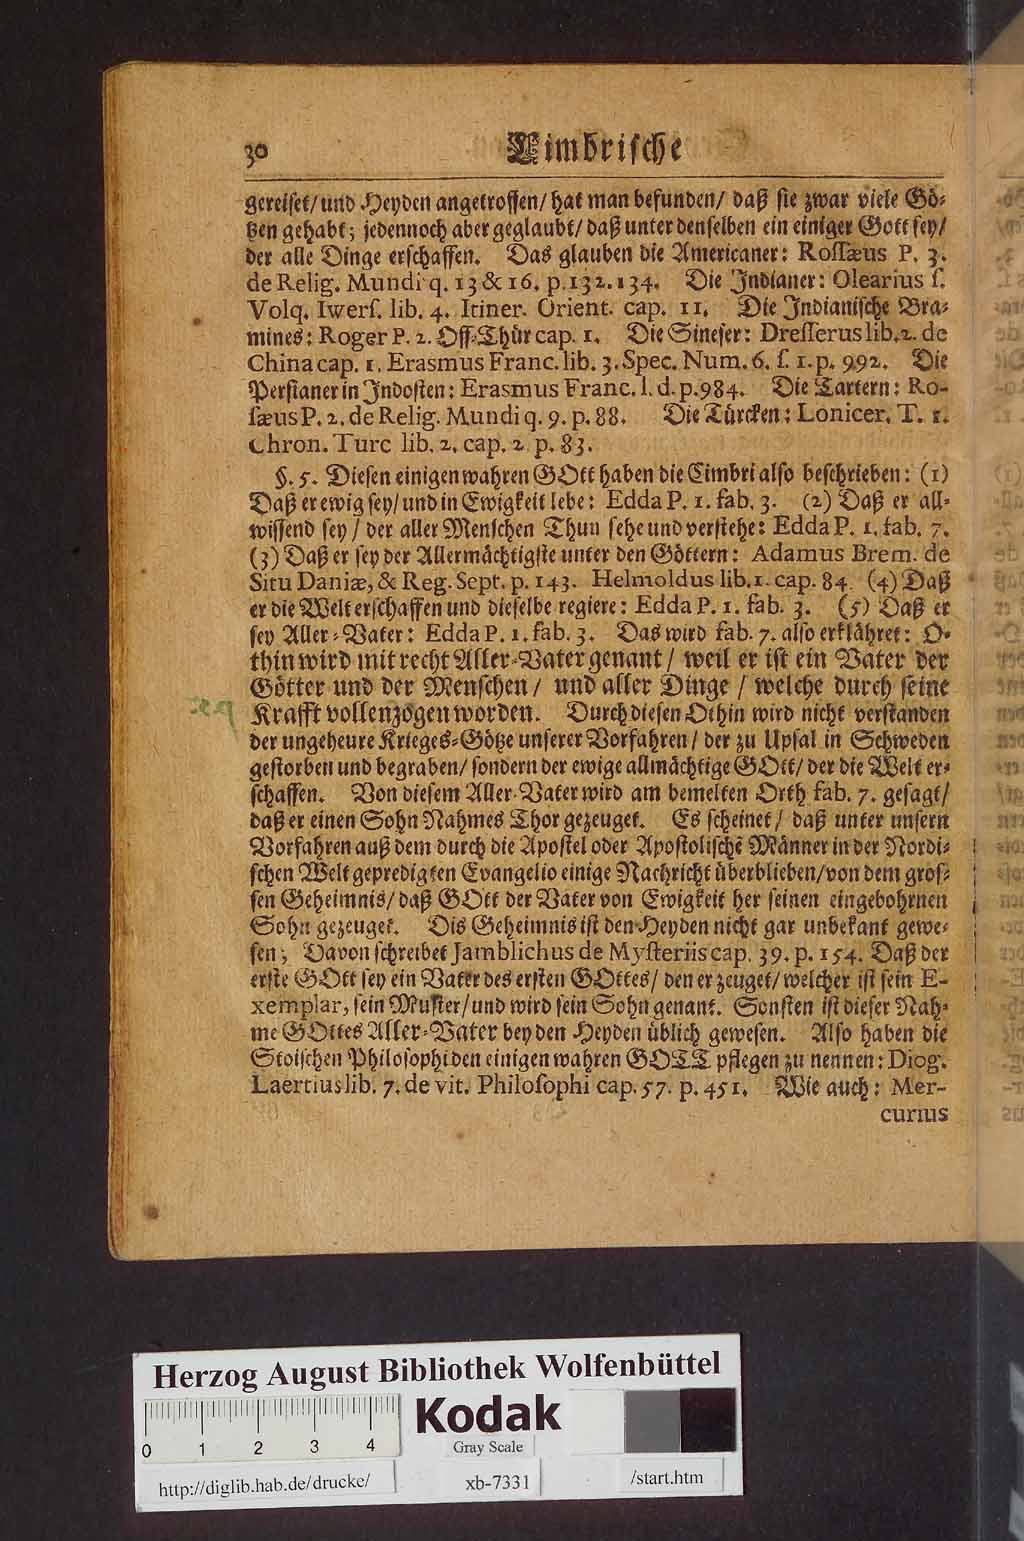 30 Cimbrische
gereiset/ und Heyden angetroffen/ hat man befunden/ daß sie zwar viele Gö-
tzen gehabt; jedennoch aber geglaubt/ daß unter denselben ein einiger Gott sey/
der alle Dinge erschaffen. Das glauben die Americaner: Rossæus P. 3.
de Relig. Mundi q. 13 & 16. p. 132. 134. Die Indianer: Olearius s.
Volq. Iwers. lib. 4. Itiner. Orient. cap. 11. Die Indianische Bra-
mines: Roger P. 2. Off-Thür cap. 1. Die Sineser: Dresserus lib. 2. de
China cap. 1. Erasmus Franc. lib. 3. Spec. Num. 6. s. 1. p. 992. Die
Persianer in Indosten: Erasmus Franc. l. d. p. 984. Die Tartern: Ro-
sæus P. 2. de Relig. Mundi q. 9. p. 88. Die Türcken: Lonicer. T. 1.
Chron. Turc lib. 2. cap. 2 p. 83.
§. 5. Diesen einigen wahren GOtt haben die Cimbri also beschrieben: (1)
Daß er ewig sey/ und in Ewigkeit lebe: Edda P. 1. fab. 3. (2) Daß er all-
wissend sey/ der aller Menschen Thun sehe und verstehe: Edda P. 1. fab. 7.
(3) Daß er sey der Allermächtigste unter den Göttern: Adamus Brem. de
Situ Daniæ, & Reg. Sept. p. 143. Helmoldus lib. 1. cap. 84. (4) Daß
er die Welt erschaffen und dieselbe regiere: Edda P. 1. fab. 3. (5) Daß er
sey Aller-Vater: Edda P. 1. fab. 3. Das wird fab. 7. also erklähret: O-
thin wird mit recht Aller-Vater genant/ weil er ist ein Vater der
Götter und der Menschen/ und aller Dinge/ welche durch seine
Krafft vollenzogen worden. Durch diesen Othin wird nicht verstanden
der ungeheure Krieges-Götze unserer Vorfahren/ der zu Upsal in Schweden
gestorben und begraben/ sondern der ewige allmächtige GOtt/ der die Welt er-
schaffen. Von diesem Aller-Vater wird am bemelten Orth fab. 7. gesagt/
daß er einen Sohn Nahmes Thor gezeuget. Es scheinet/ daß unter unsern
Vorfahren auß dem durch die Apostel oder Apostolische Männer in der Nordi-
schen Welt gepredigten Evangelio einige Nachricht überblieben/ von dem gros-
sen Geheimnis/ daß GOtt der Vater von Ewigkeit her seinen eingebohrnen
Sohn gezeuget. Dis Geheimnis ist den Heyden nicht gar unbekant gewe-
sen; Davon schreibet Jamblichus de Mysteriis cap. 39. p. 154. Daß der
erste GOtt sey ein Vater des ersten GOttes/ den er zeuget/ welcher ist sein E-
xemplar, sein Muster/ und wird sein Sohn genant. Sonsten ist dieser Nah-
me GOttes Aller-Vater bey den Heyden üblich gewesen. Also haben die
Stoischen Philosophi den einigen wahren GOTT pflegen zu nennen: Diog.
Laertius lib. 7. de vit. Philosophi cap. 57. p. 451. Wie auch: Mer-
curius
Herzog August Bibliothek Wolfenbüttel
0 1 2 3 4
Kodak
Gray Scale
http://diglib.hab.de/drucke/ xb-7331 /start.htm